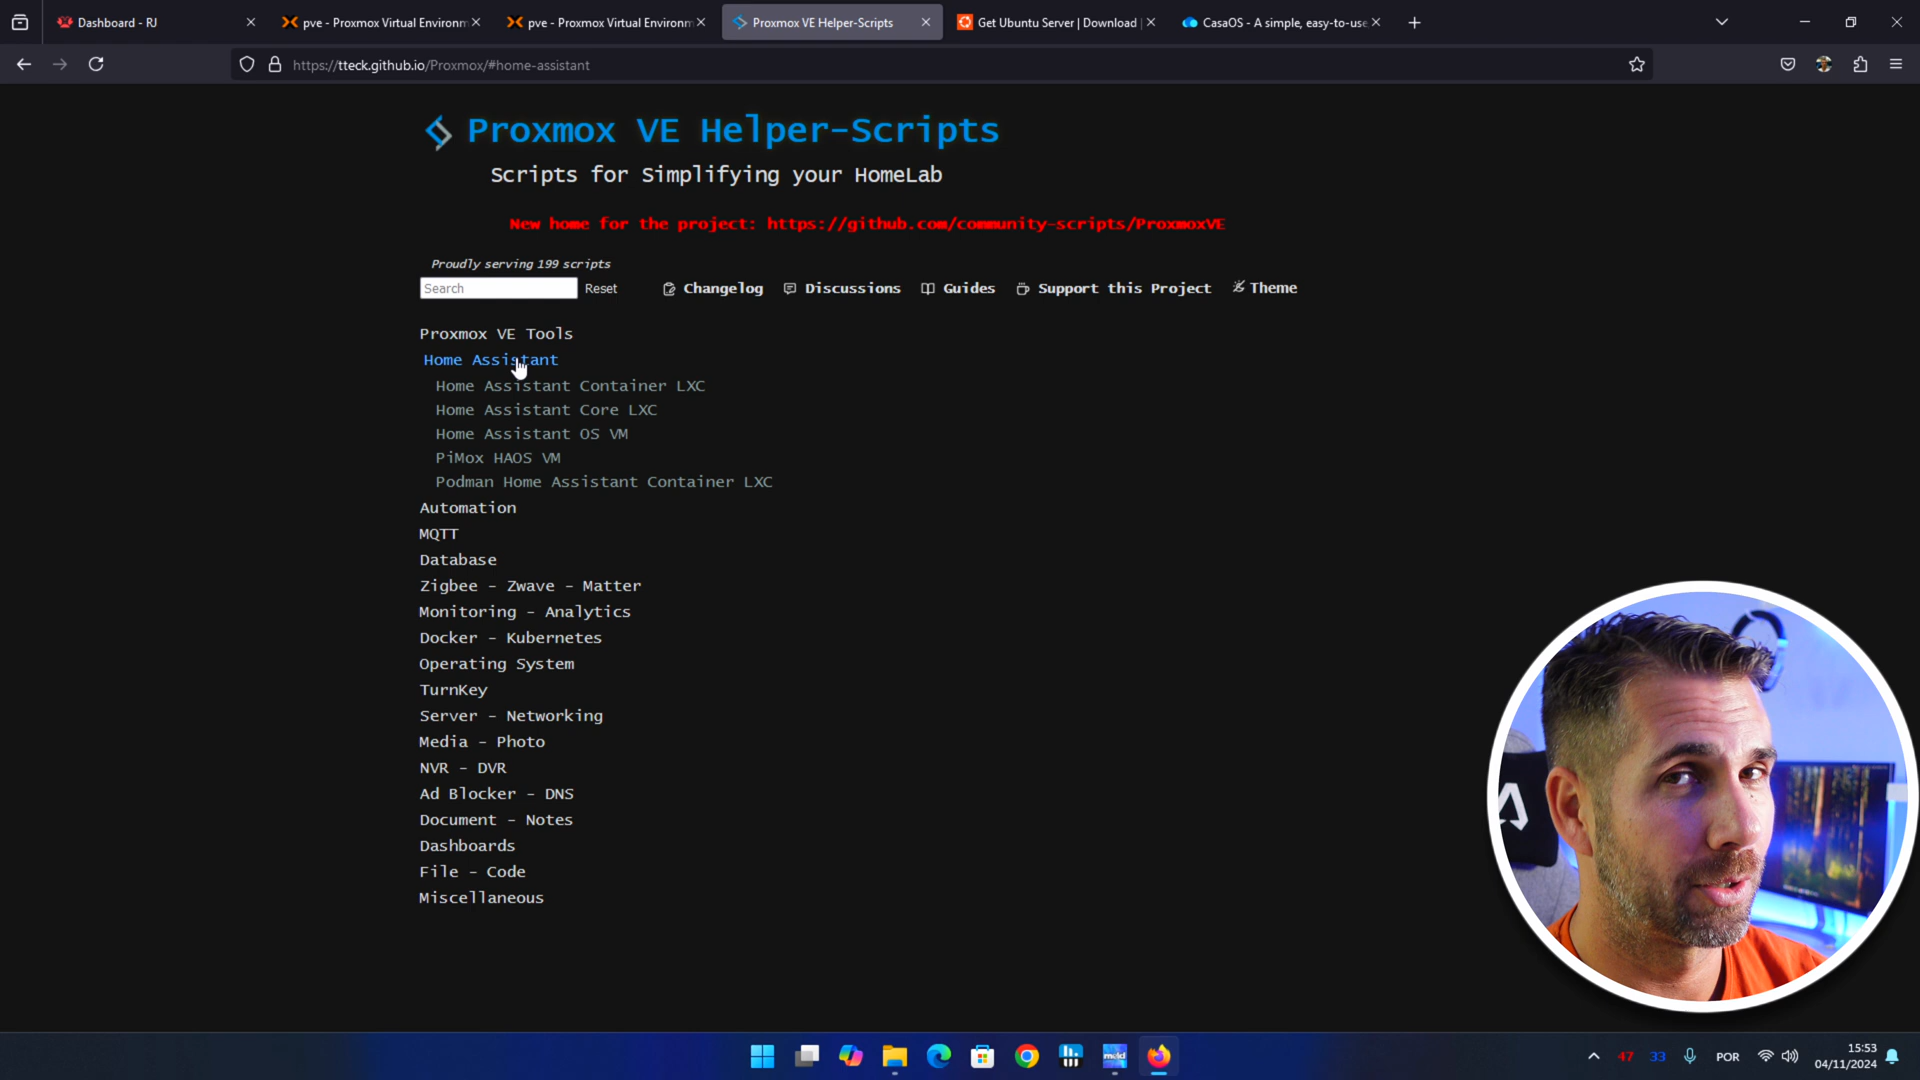 Dashboard - RJ
pve - Proxmox Virtual Environm
pve - Proxmox Virtual Environm
Proxmox VE Helper-Scripts
Get Ubuntu Server | Download |
CasaOS - A simple, easy-to-use,
https://tteck.github.io/Proxmox/#home-assistant
Proxmox VE Helper-Scripts
Scripts for Simplifying your HomeLab
New home for the project: https://github.com/community-scripts/ProxmoxVE
Proudly serving 199 scripts
Search
Reset
Changelog
Discussions
Guides
Support this Project
Theme
Proxmox VE Tools
Home Assistant
Home Assistant Container LXC
Home Assistant Core LXC
Home Assistant OS VM
PiMox HAOS VM
Podman Home Assistant Container LXC
Automation
MQTT
Database
Zigbee - Zwave - Matter
Monitoring - Analytics
Docker - Kubernetes
Operating System
TurnKey
Server - Networking
Media - Photo
NVR - DVR
Ad Blocker - DNS
Document - Notes
Dashboards
File - Code
Miscellaneous
47
33
POR
15:53
04/11/2024